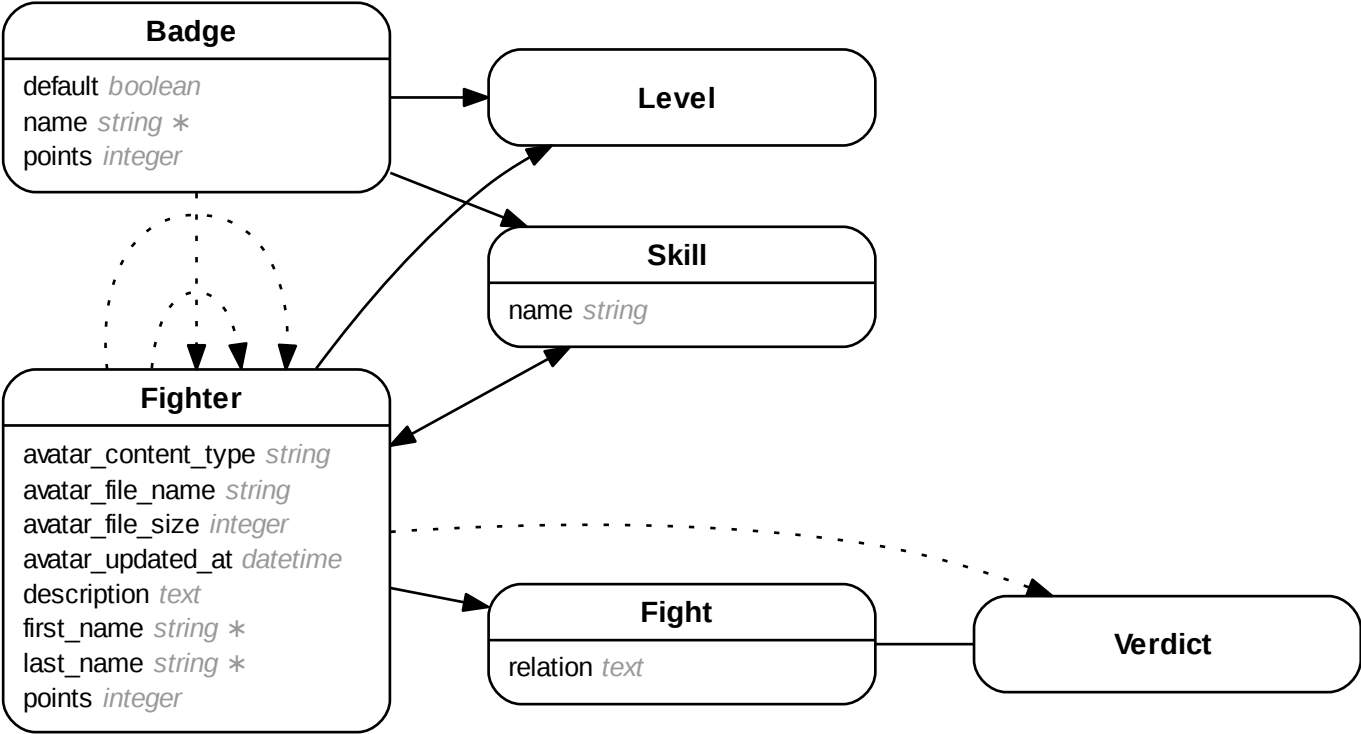 Badge
default boolean
name string ∗
points integer
Level
Skill
name string
Fighter
avatar_content_type string
avatar_file_name string
avatar_file_size integer
avatar_updated_at datetime
description text
first_name string ∗
last_name string ∗
points integer
Fight
relation text
Verdict